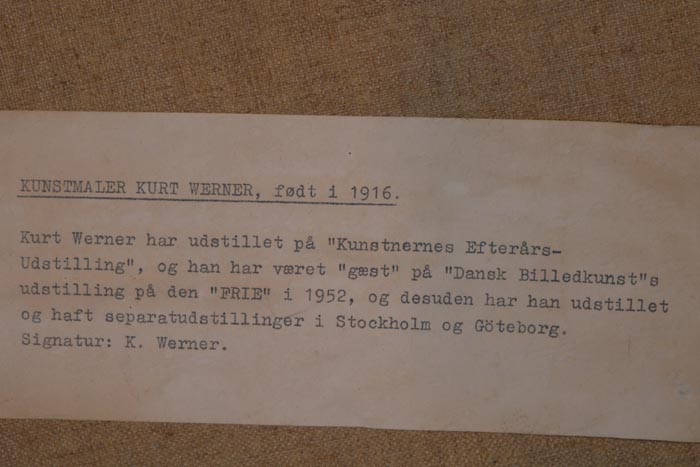 KUNSTMALER KURT WERNER, født i 1916.
Kurt Werner har udstillet på "Kunstnernes Efterårs-
Udstilling", og han har været "gæst" på "Dansk Billedkunst"s
udstilling på den "FRIE" i 1952, og desuden har han udstillet
og haft separatudstillinger i Stockholm og Göteborg.
Signatur: K. Werner.